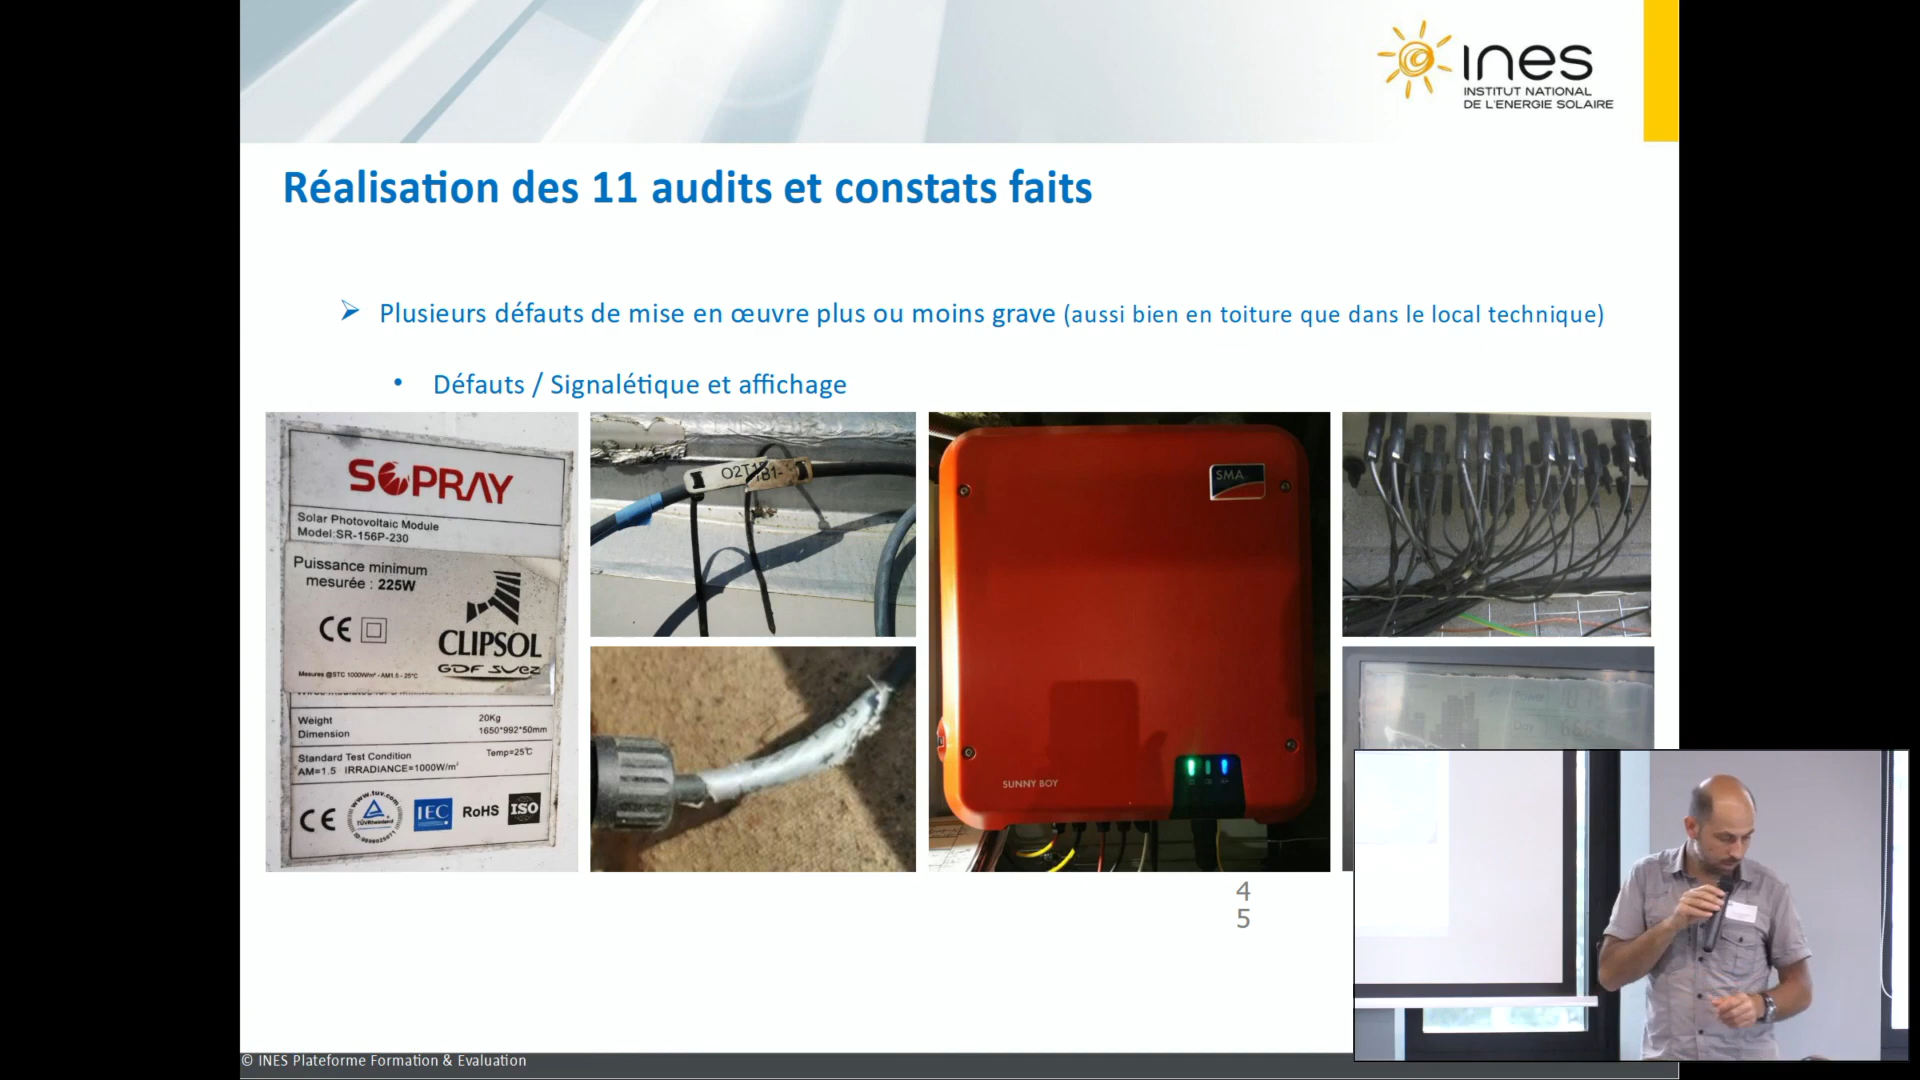 ines
INSTITUT NATIONAL
DE L'ENERGIE SOLAIRE
Réalisation des 11 audits et constats faits
➢ Plusieurs défauts de mise en œuvre plus ou moins grave (aussi bien en toiture que dans le local technique)
• Défauts / Signalétique et affichage
SOPRAY
Solar Photovoltaic Module
Model:SR-156P-230
Puissance minimum
mesurée : 225W
CE
CLIPSOL
GDF SUEZ
Mesures @STC 1000W/m² - AM1.5 - 25°C
Weight 20Kg
Dimension 1650*992*50mm
Standard Test Condition Temp=25℃
AM=1.5 IRRADIANCE=1000W/m²
CE
www.tuv.com
TÜVRheinland
IEC
RoHS
ISO
SMA
SUNNY BOY
Power
Day
4
5
© INES Plateforme Formation & Evaluation